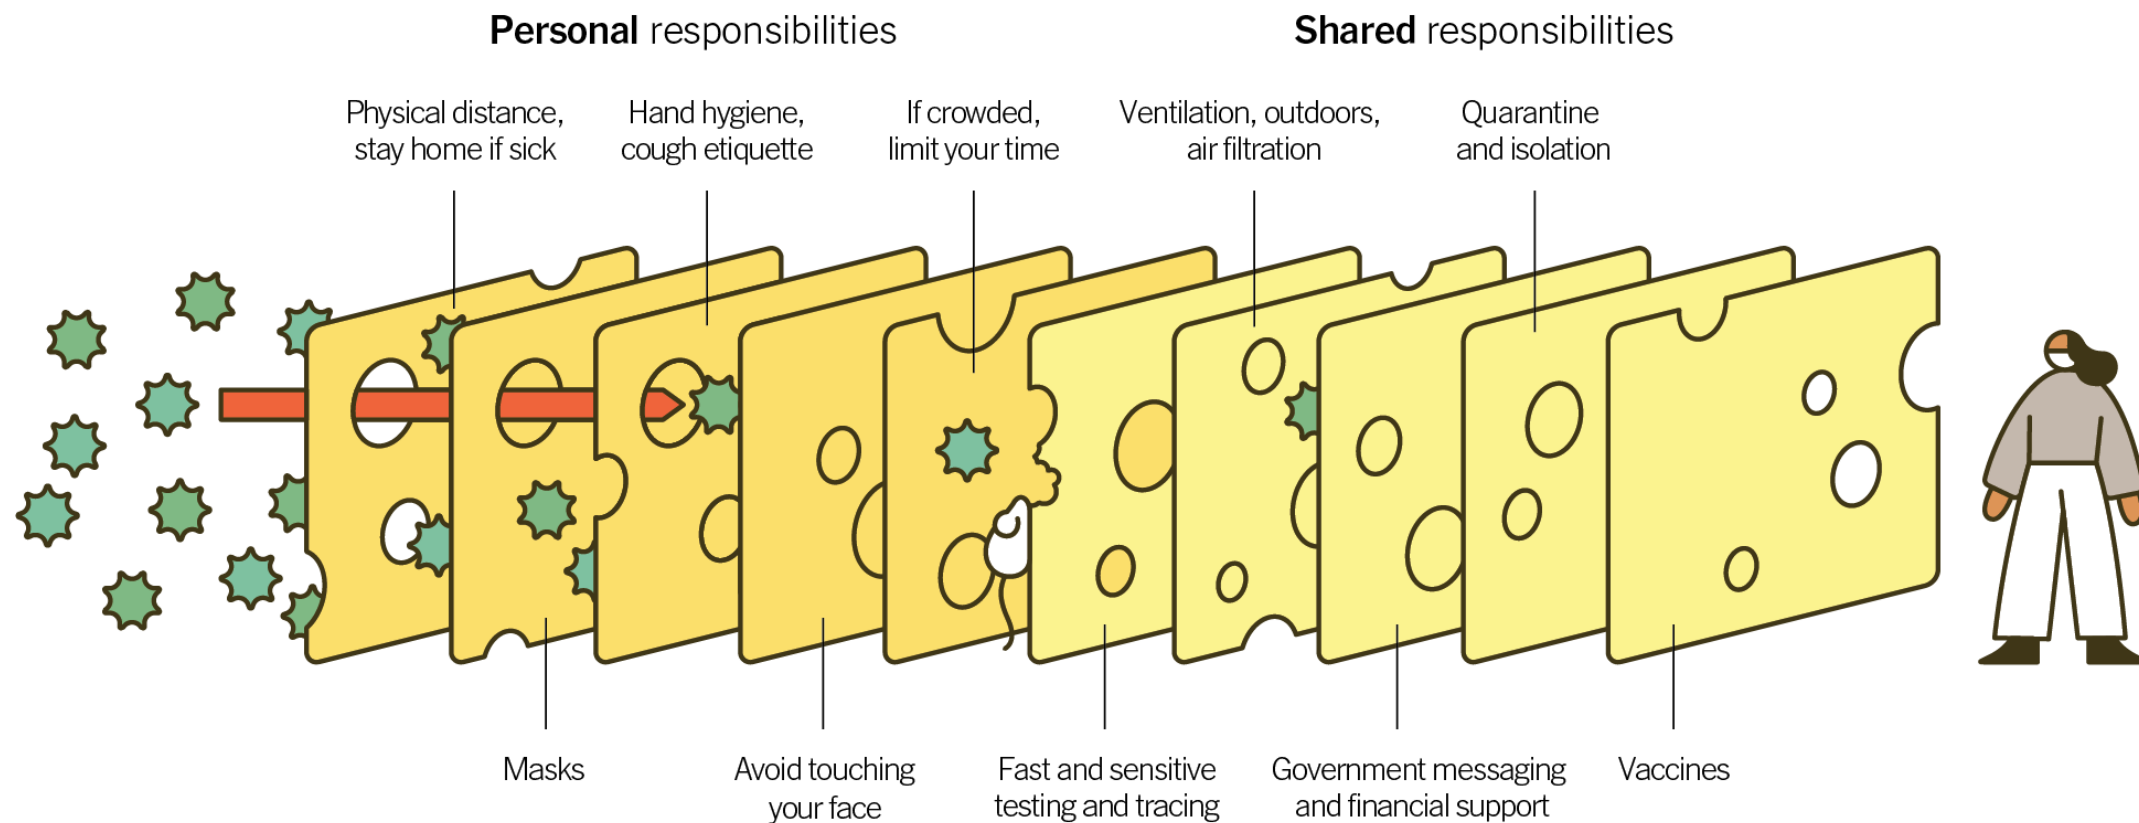 Personal responsibilities
Shared responsibilities
Physical distance,
stay home if sick
Hand hygiene,
cough etiquette
If crowded,
limit your time
Ventilation, outdoors,
air filtration
Quarantine
and isolation
Masks
Avoid touching
your face
Fast and sensitive
testing and tracing
Government messaging
and financial support
Vaccines